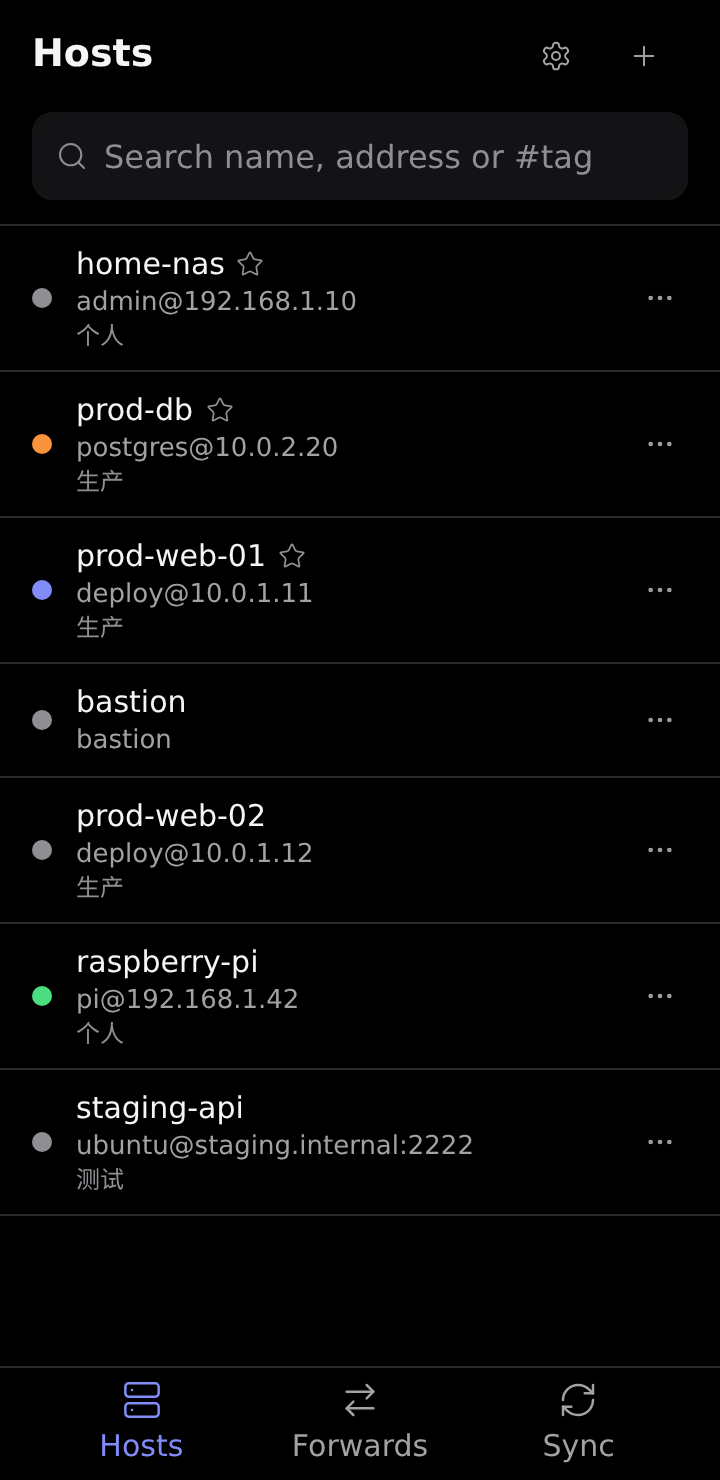 Hosts
Search name, address or #tag
home-nas
admin@192.168.1.10
个人
prod-db
postgres@10.0.2.20
生产
prod-web-01
deploy@10.0.1.11
生产
bastion
bastion
prod-web-02
deploy@10.0.1.12
生产
raspberry-pi
pi@192.168.1.42
个人
staging-api
ubuntu@staging.internal:2222
测试
Hosts
Forwards
Sync